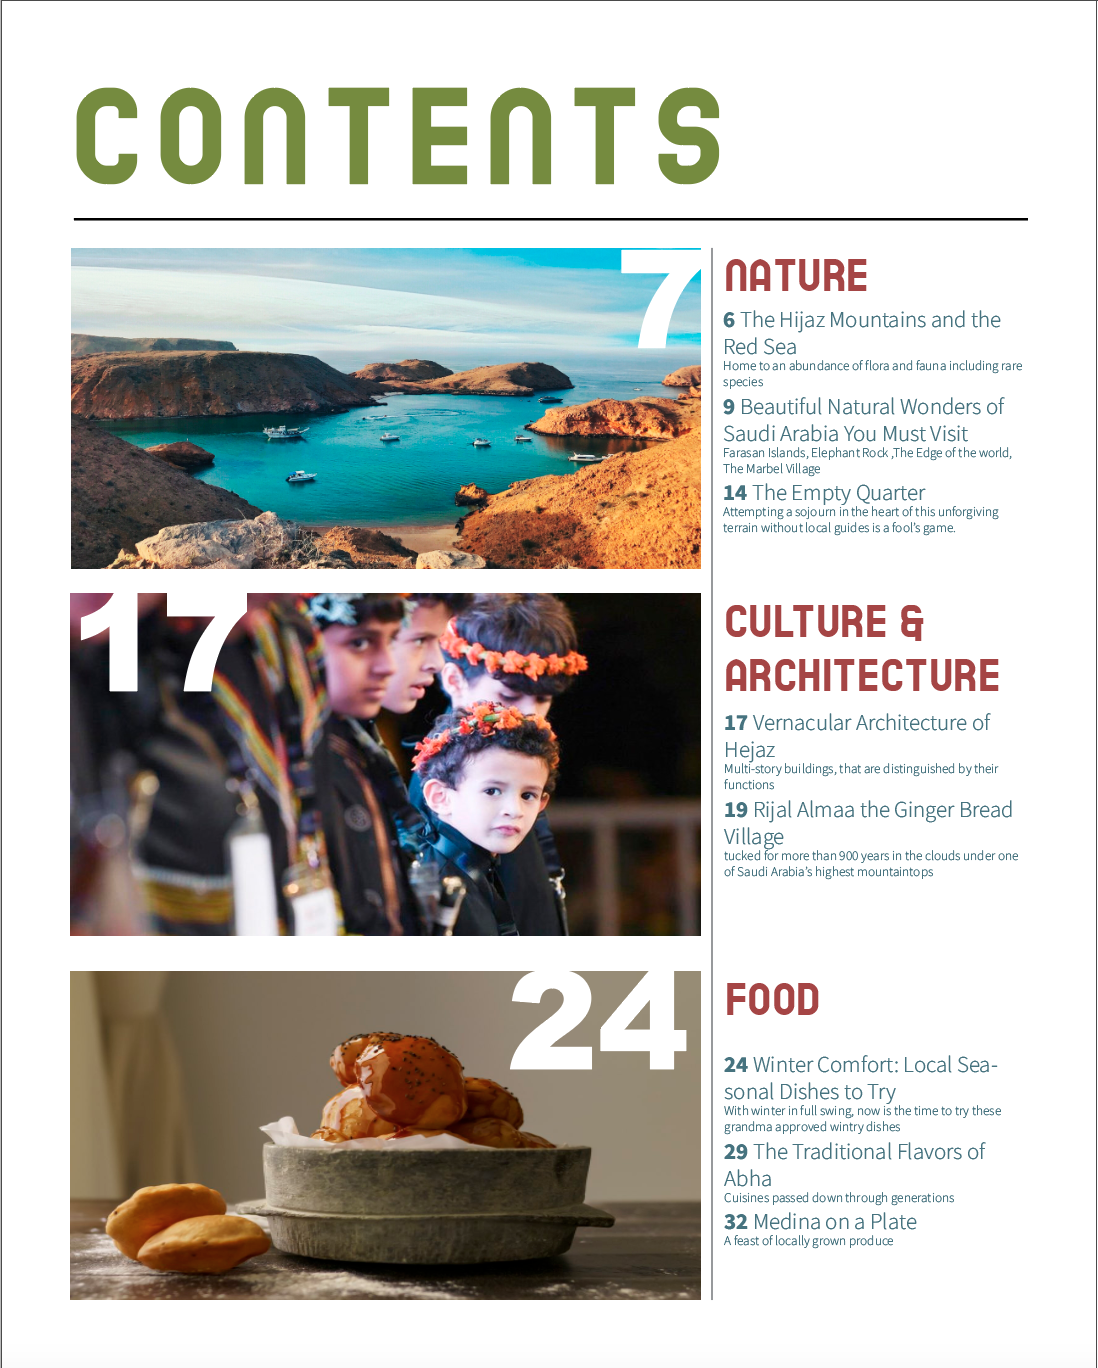 CONTENTS
7
NATURE
6 The Hijaz Mountains and the
Red Sea
Home to an abundance of flora and fauna including rare
species
9 Beautiful Natural Wonders of
Saudi Arabia You Must Visit
Farasan Islands, Elephant Rock ,The Edge of the world,
The Marbel Village
14 The Empty Quarter
Attempting a sojourn in the heart of this unforgiving
terrain without local guides is a fool's game.
17
CULTURE &
ARCHITECTURE
17 Vernacular Architecture of
Hejaz
Multi-story buildings, that are distinguished by their
functions
19 Rijal Almaa the Ginger Bread
Village
tucked for more than 900 years in the clouds under one
of Saudi Arabia's highest mountaintops
24
FOOD
24 Winter Comfort: Local Sea-
sonal Dishes to Try
With winter in full swing, now is the time to try these
grandma approved wintry dishes
29 The Traditional Flavors of
Abha
Cuisines passed down through generations
32 Medina on a Plate
A feast of locally grown produce